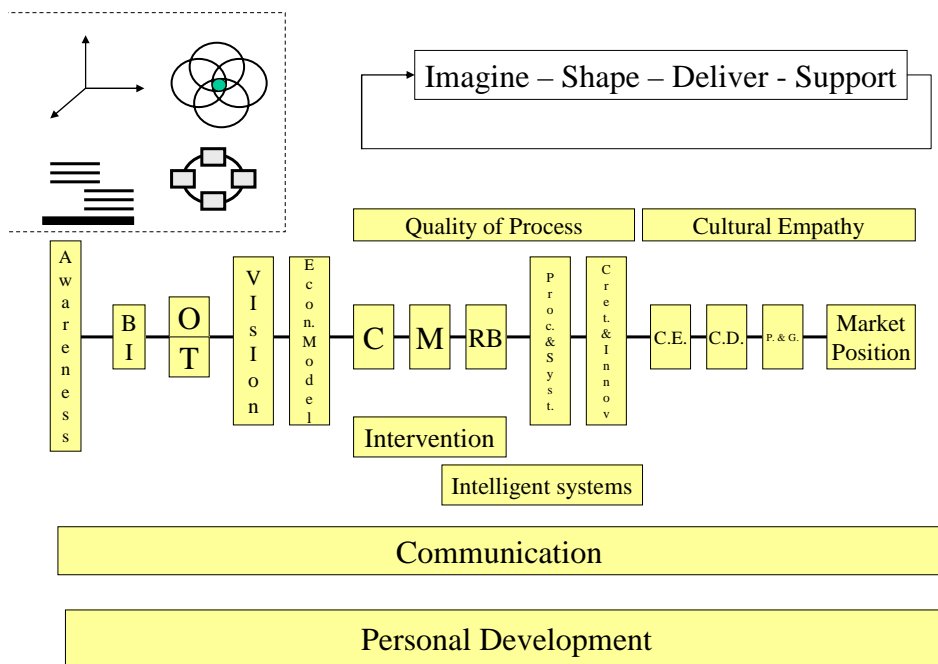 Imagine – Shape – Deliver - Support
Quality of Process
Cultural Empathy
Awareness
BI
O
T
VIsIon
Econ.Model
C
M
RB
Proc.&Syst.
Cret.&Innov
C.E.
C.D.
P. & G.
Market
Position
Intervention
Intelligent systems
Communication
Personal Development